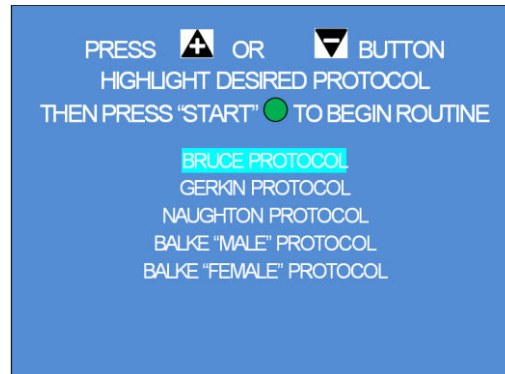 PRESS + OR - BUTTON
HIGHLIGHT DESIRED PROTOCOL
THEN PRESS “START” TO BEGIN ROUTINE
BRUCE PROTOCOL
GERKIN PROTOCOL
NAUGHTON PROTOCOL
BALKE “MALE” PROTOCOL
BALKE “FEMALE” PROTOCOL